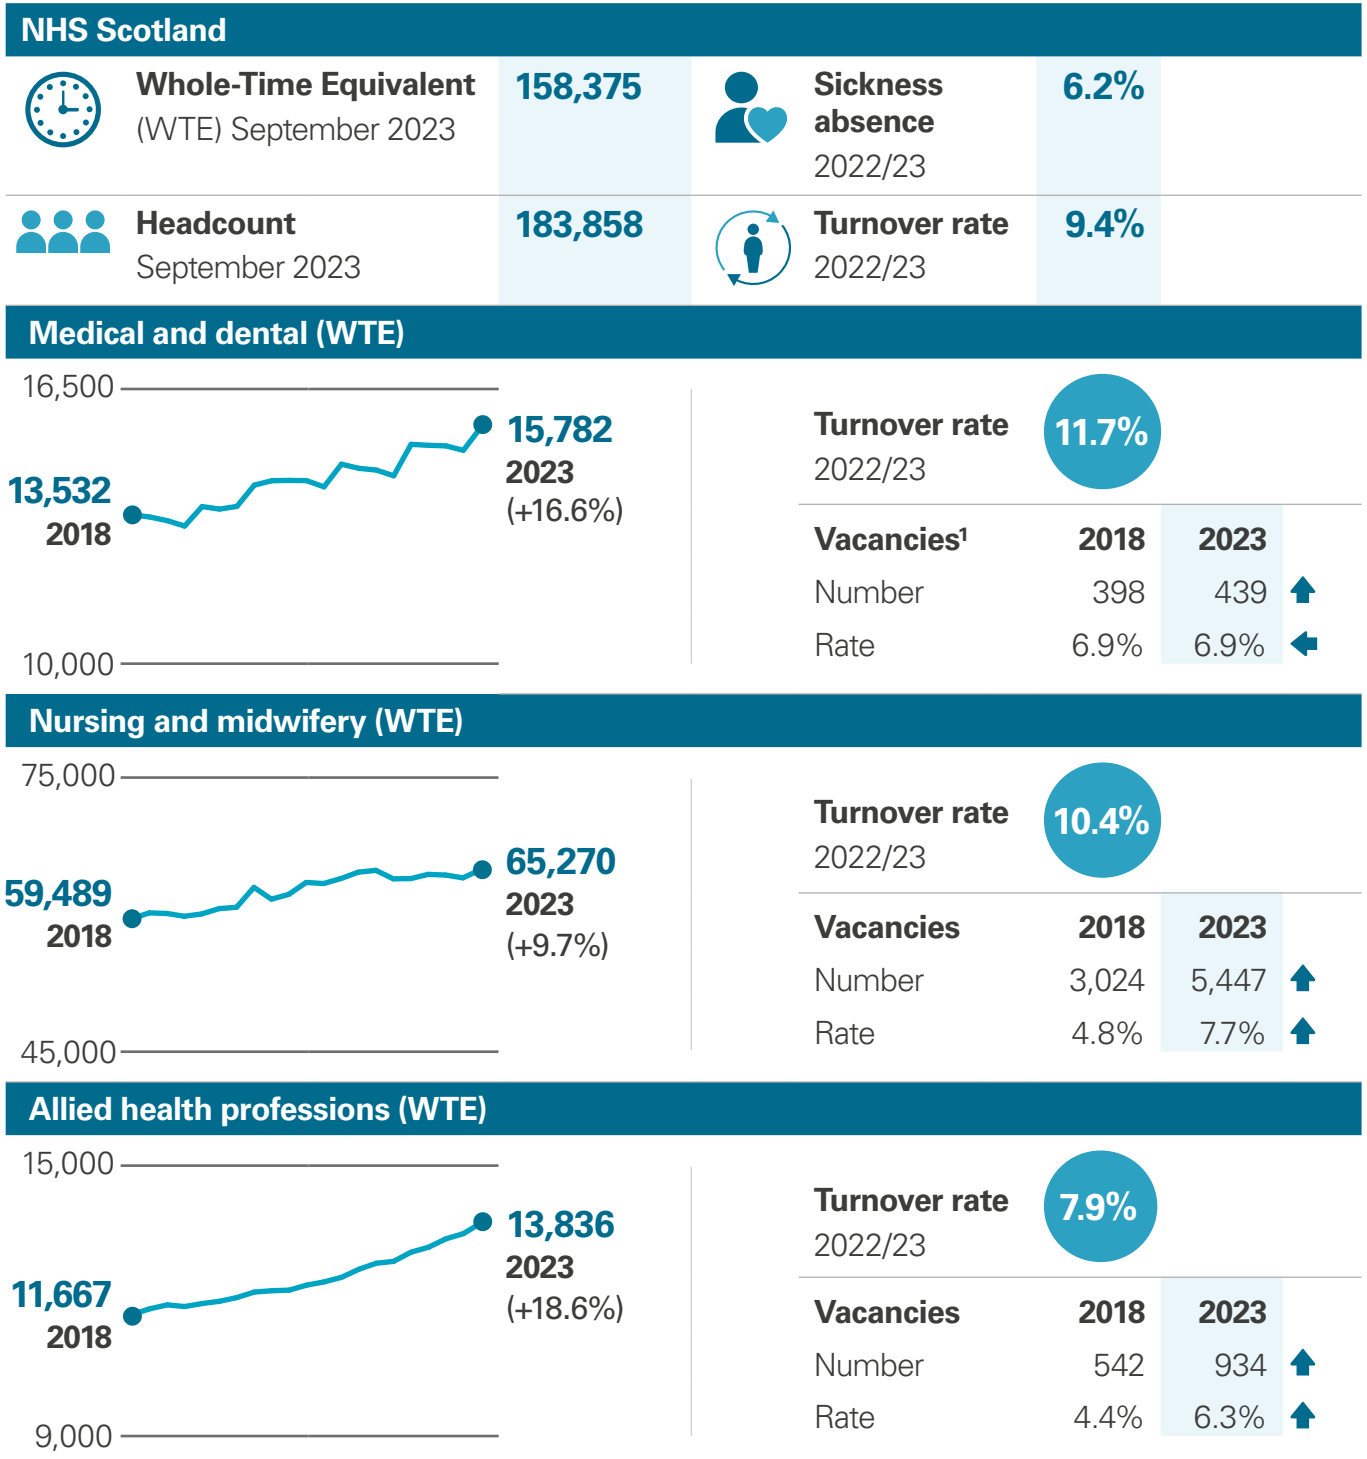 NHS Scotland
Whole-Time Equivalent 158,375
(WTE) September 2023
Sickness 6.2%
absence
2022/23
Headcount 183,858
September 2023
Turnover rate 9.4%
2022/23
Medical and dental (WTE)
16,500
13,532
2018
15,782
2023
(+16.6%)
10,000
Turnover rate 11.7%
2022/23
Vacancies¹ 2018 2023
Number 398 439
Rate 6.9% 6.9%
Nursing and midwifery (WTE)
75,000
59,489
2018
65,270
2023
(+9.7%)
45,000
Turnover rate 10.4%
2022/23
Vacancies 2018 2023
Number 3,024 5,447
Rate 4.8% 7.7%
Allied health professions (WTE)
15,000
11,667
2018
13,836
2023
(+18.6%)
9,000
Turnover rate 7.9%
2022/23
Vacancies 2018 2023
Number 542 934
Rate 4.4% 6.3%